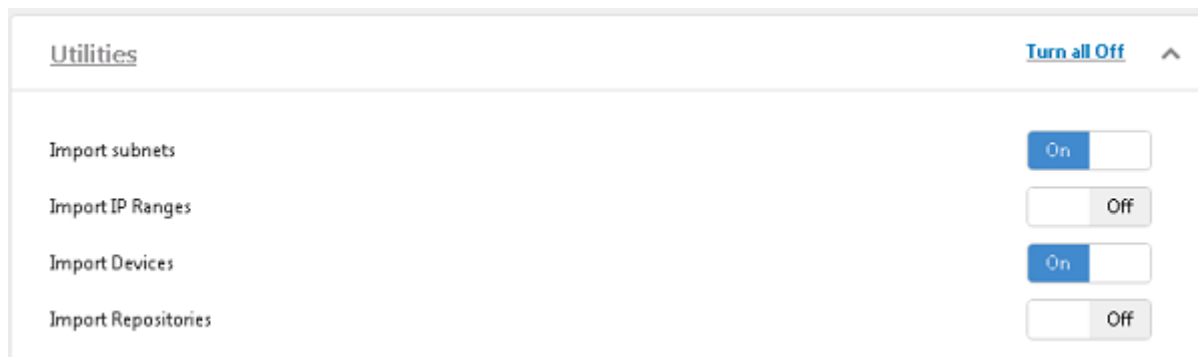 Utilities Turn all Off
Import subnets On
Import IP Ranges Off
Import Devices On
Import Repositories Off